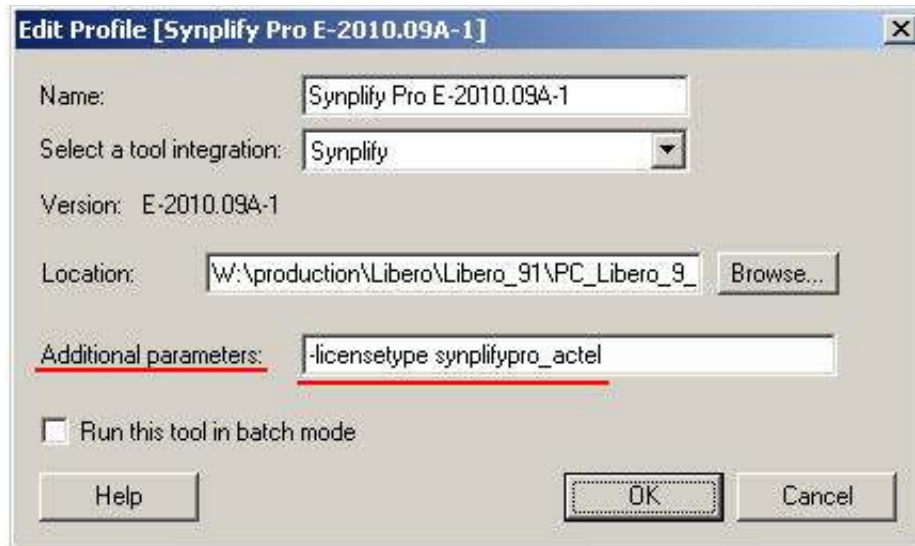 Edit Profile [Synplify Pro E-2010.09A-1]
Name: Synplify Pro E-2010.09A-1
Select a tool integration: Synplify
Version: E-2010.09A-1
Location: W:\production\Libero\Libero_91\PC_Libero_9_ Browse...
Additional parameters: -licensetype synplifypro_actel
Run this tool in batch mode
Help OK Cancel